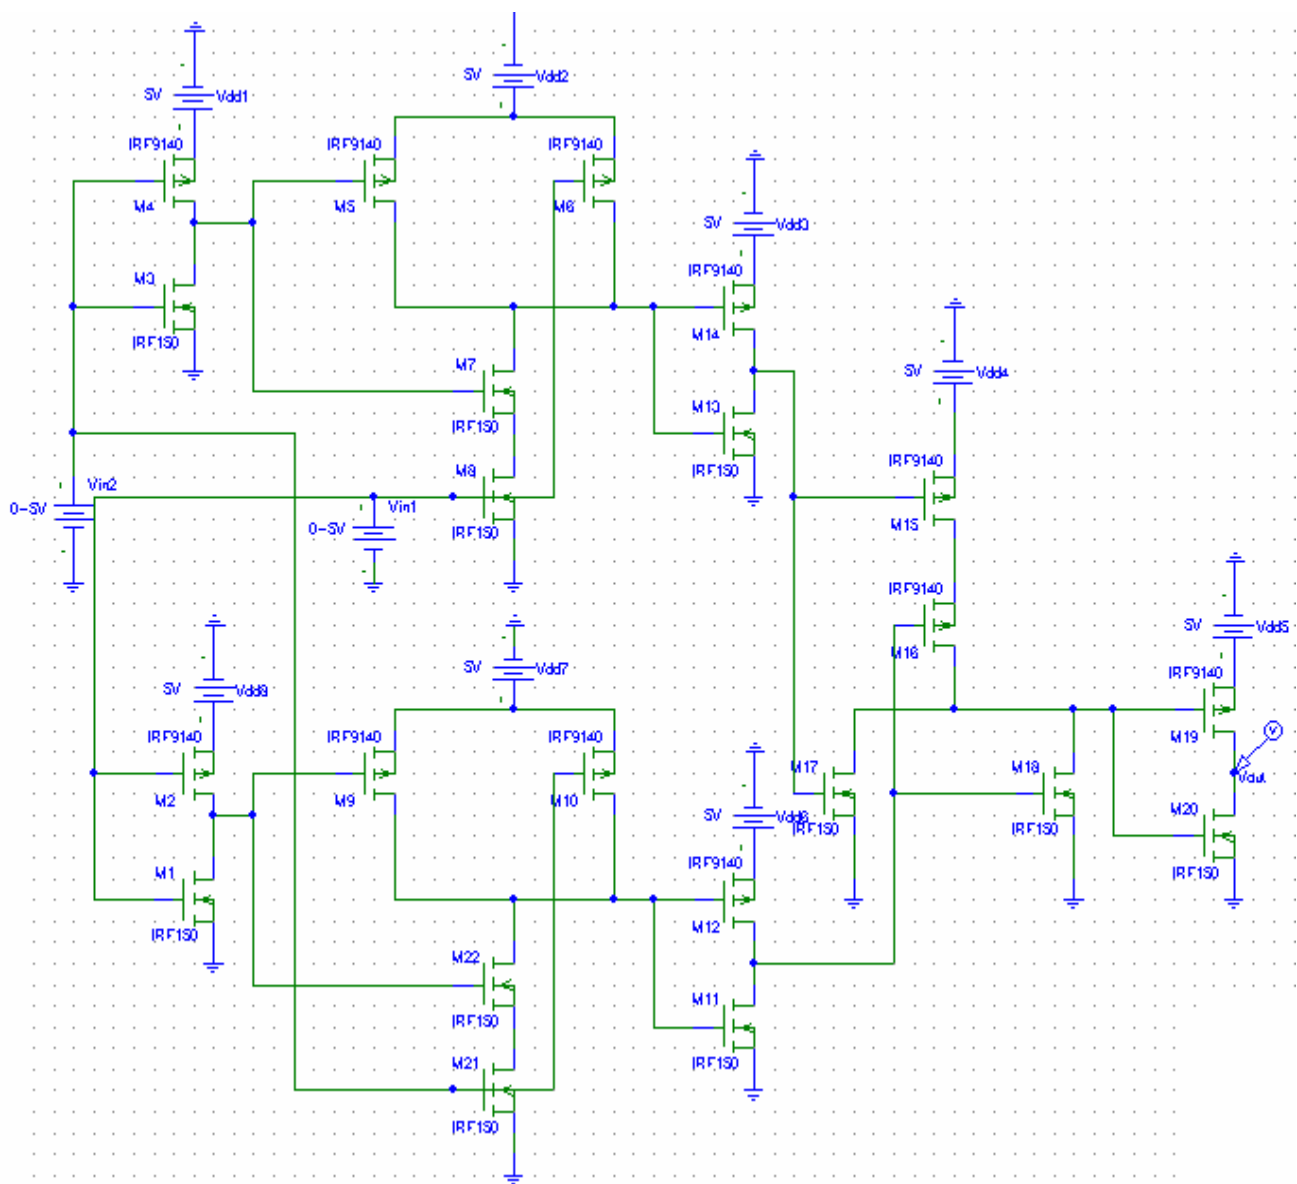 5V Vdd2
5V Vdd1
IRF9140 IRF9140 IRF9140
M4 M5 M6
5V Vdd3
M3
IRF9140
IRF150
M14
M7
5V Vdd4
M13
IRF150
IRF9140
M8
IRF150
Vin2
Vin1
0-5V
M15
0-5V
IRF150
IRF9140
M16
5V Vdd5
5V Vdd7
IRF9140
5V Vdd8
IRF9140 IRF9140 IRF9140
M19
M17 M18
Vout
M2 M9 M10
M20
5V Vdd6
IRF150 IRF150
IRF9140
M1
IRF150
M12
IRF150
M22
M11
IRF150
M21
IRF150
IRF150